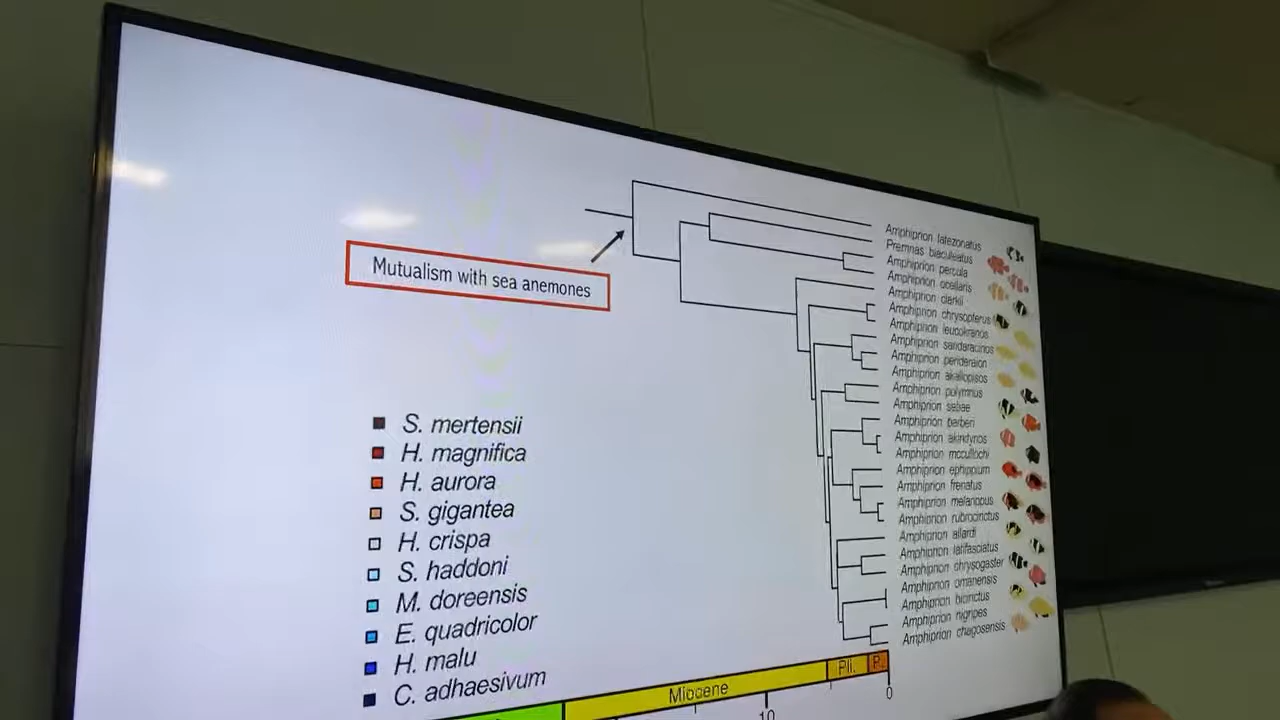 Mutualism with sea anemones
Amphiprion latezonatus
Premnas biaculeatus
Amphiprion percula
Amphiprion ocellaris
Amphiprion clarkii
Amphiprion chrysopterus
Amphiprion leucokranos
Amphiprion sandaracinos
Amphiprion perideraion
Amphiprion akallopisos
Amphiprion polymnus
Amphiprion sebae
Amphiprion barberi
Amphiprion akindynos
Amphiprion mccullochi
Amphiprion ephippium
Amphiprion frenatus
Amphiprion melanopus
Amphiprion rubrocinctus
Amphiprion allardi
Amphiprion latifasciatus
Amphiprion chrysogaster
Amphiprion omanensis
Amphiprion bicinctus
Amphiprion nigripes
Amphiprion chagosensis
S. mertensii
H. magnifica
H. aurora
S. gigantea
H. crispa
S. haddoni
M. doreensis
E. quadricolor
H. malu
C. adhaesivum
Miocene
Pli.
P.
10
0